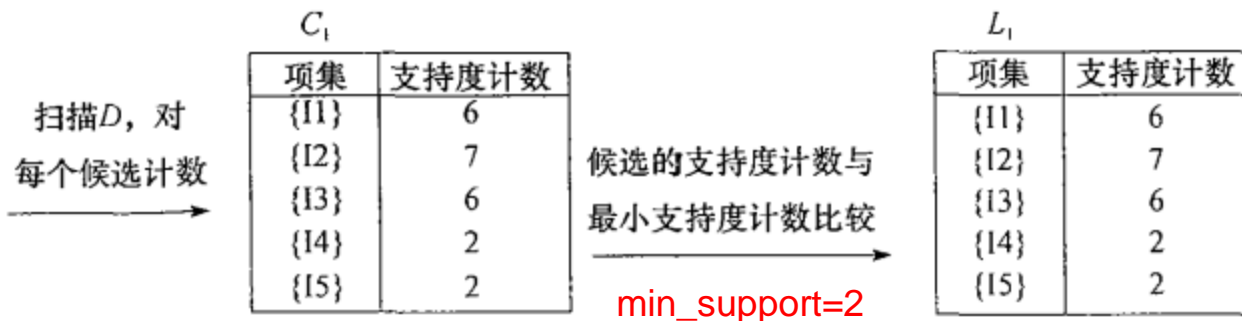 C₁
L₁
扫描D，对
每个候选计数
项集 支持度计数
{I1} 6
{I2} 7
{I3} 6
{I4} 2
{I5} 2
候选的支持度计数与
最小支持度计数比较
min_support=2
项集 支持度计数
{I1} 6
{I2} 7
{I3} 6
{I4} 2
{I5} 2